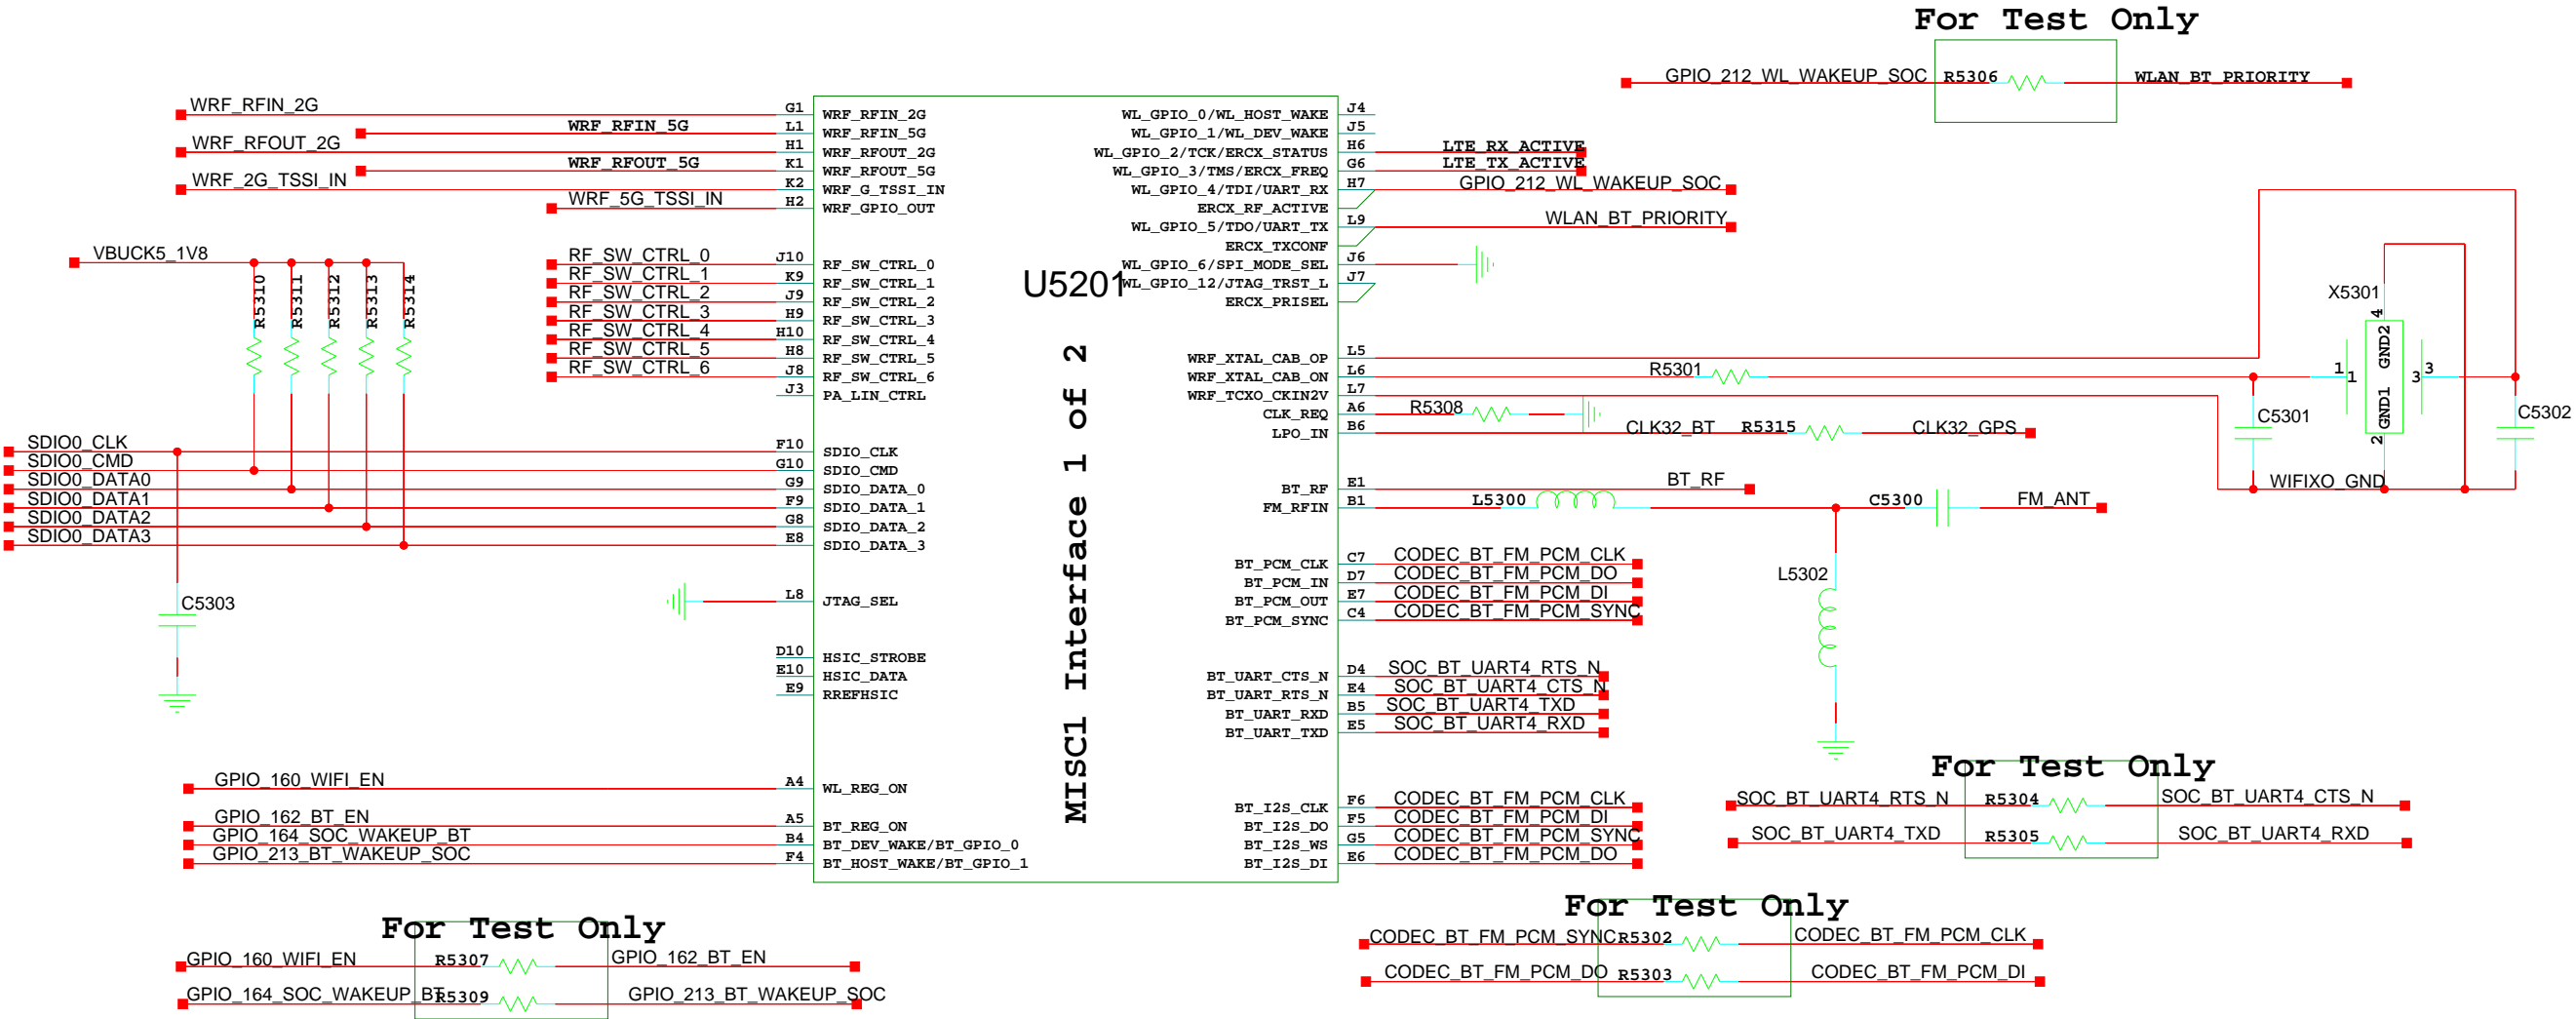 For Test Only
GPIO_212_WL_WAKEUP_SOC R5306 WLAN_BT_PRIORITY
WRF_RFIN_2G G1 WRF_RFIN_2G
WRF_RFIN_5G L1 WRF_RFIN_5G
WRF_RFOUT_2G H1 WRF_RFOUT_2G
WRF_RFOUT_5G K1 WRF_RFOUT_5G
WRF_2G_TSSI_IN K2 WRF_G_TSSI_IN
WRF_5G_TSSI_IN H2 WRF_GPIO_OUT
VBUCK5_1V8
R5310 R5311 R5312 R5313 R5314
RF_SW_CTRL_0 J10 RF_SW_CTRL_0
RF_SW_CTRL_1 K9 RF_SW_CTRL_1
RF_SW_CTRL_2 J9 RF_SW_CTRL_2
RF_SW_CTRL_3 H9 RF_SW_CTRL_3
RF_SW_CTRL_4 H10 RF_SW_CTRL_4
RF_SW_CTRL_5 H8 RF_SW_CTRL_5
RF_SW_CTRL_6 J8 RF_SW_CTRL_6
J3 PA_LIN_CTRL
SDIO0_CLK F10 SDIO_CLK
SDIO0_CMD G10 SDIO_CMD
SDIO0_DATA0 G9 SDIO_DATA_0
SDIO0_DATA1 F9 SDIO_DATA_1
SDIO0_DATA2 G8 SDIO_DATA_2
SDIO0_DATA3 E8 SDIO_DATA_3
C5303
L8 JTAG_SEL
D10 HSIC_STROBE
E10 HSIC_DATA
E9 RREFHSIC
GPIO_160_WIFI_EN A4 WL_REG_ON
GPIO_162_BT_EN A5 BT_REG_ON
GPIO_164_SOC_WAKEUP_BT B4 BT_DEV_WAKE/BT_GPIO_0
GPIO_213_BT_WAKEUP_SOC F4 BT_HOST_WAKE/BT_GPIO_1
U5201
MISC1 Interface 1 of 2
WL_GPIO_0/WL_HOST_WAKE J4
WL_GPIO_1/WL_DEV_WAKE J5
WL_GPIO_2/TCK/ERCX_STATUS H6 LTE_RX_ACTIVE
WL_GPIO_3/TMS/ERCX_FREQ G6 LTE_TX_ACTIVE
WL_GPIO_4/TDI/UART_RX H7 GPIO_212_WL_WAKEUP_SOC
ERCX_RF_ACTIVE
WL_GPIO_5/TDO/UART_TX L9 WLAN_BT_PRIORITY
ERCX_TXCONF
WL_GPIO_6/SPI_MODE_SEL J6
WL_GPIO_12/JTAG_TRST_L J7
ERCX_PRISEL
WRF_XTAL_CAB_OP L5
WRF_XTAL_CAB_ON L6 R5301
WRF_TCXO_CKIN2V L7
CLK_REQ A6 R5308
LPO_IN B6 CLK32_BT R5315 CLK32_GPS
X5301
4 GND2
1 1 3 3
2 GND1
C5301
C5302
WIFIXO_GND
BT_RF E1 BT_RF
FM_RFIN B1 L5300 C5300 FM_ANT
L5302
BT_PCM_CLK C7 CODEC_BT_FM_PCM_CLK
BT_PCM_IN D7 CODEC_BT_FM_PCM_DO
BT_PCM_OUT E7 CODEC_BT_FM_PCM_DI
BT_PCM_SYNC C4 CODEC_BT_FM_PCM_SYNC
BT_UART_CTS_N D4 SOC_BT_UART4_RTS_N
BT_UART_RTS_N E4 SOC_BT_UART4_CTS_N
BT_UART_RXD B5 SOC_BT_UART4_TXD
BT_UART_TXD E5 SOC_BT_UART4_RXD
BT_I2S_CLK F6 CODEC_BT_FM_PCM_CLK
BT_I2S_DO F5 CODEC_BT_FM_PCM_DI
BT_I2S_WS G5 CODEC_BT_FM_PCM_SYNC
BT_I2S_DI E6 CODEC_BT_FM_PCM_DO
For Test Only
SOC_BT_UART4_RTS_N R5304 SOC_BT_UART4_CTS_N
SOC_BT_UART4_TXD R5305 SOC_BT_UART4_RXD
For Test Only
GPIO_160_WIFI_EN R5307 GPIO_162_BT_EN
GPIO_164_SOC_WAKEUP_BT R5309 GPIO_213_BT_WAKEUP_SOC
For Test Only
CODEC_BT_FM_PCM_SYNC R5302 CODEC_BT_FM_PCM_CLK
CODEC_BT_FM_PCM_DO R5303 CODEC_BT_FM_PCM_DI